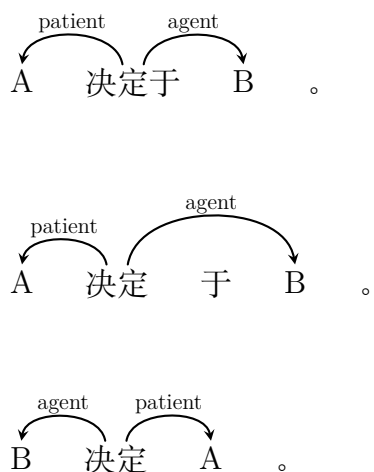 patient agent
A 决定于 B 。
agent
patient
A 决定 于 B 。
agent patient
B 决定 A 。